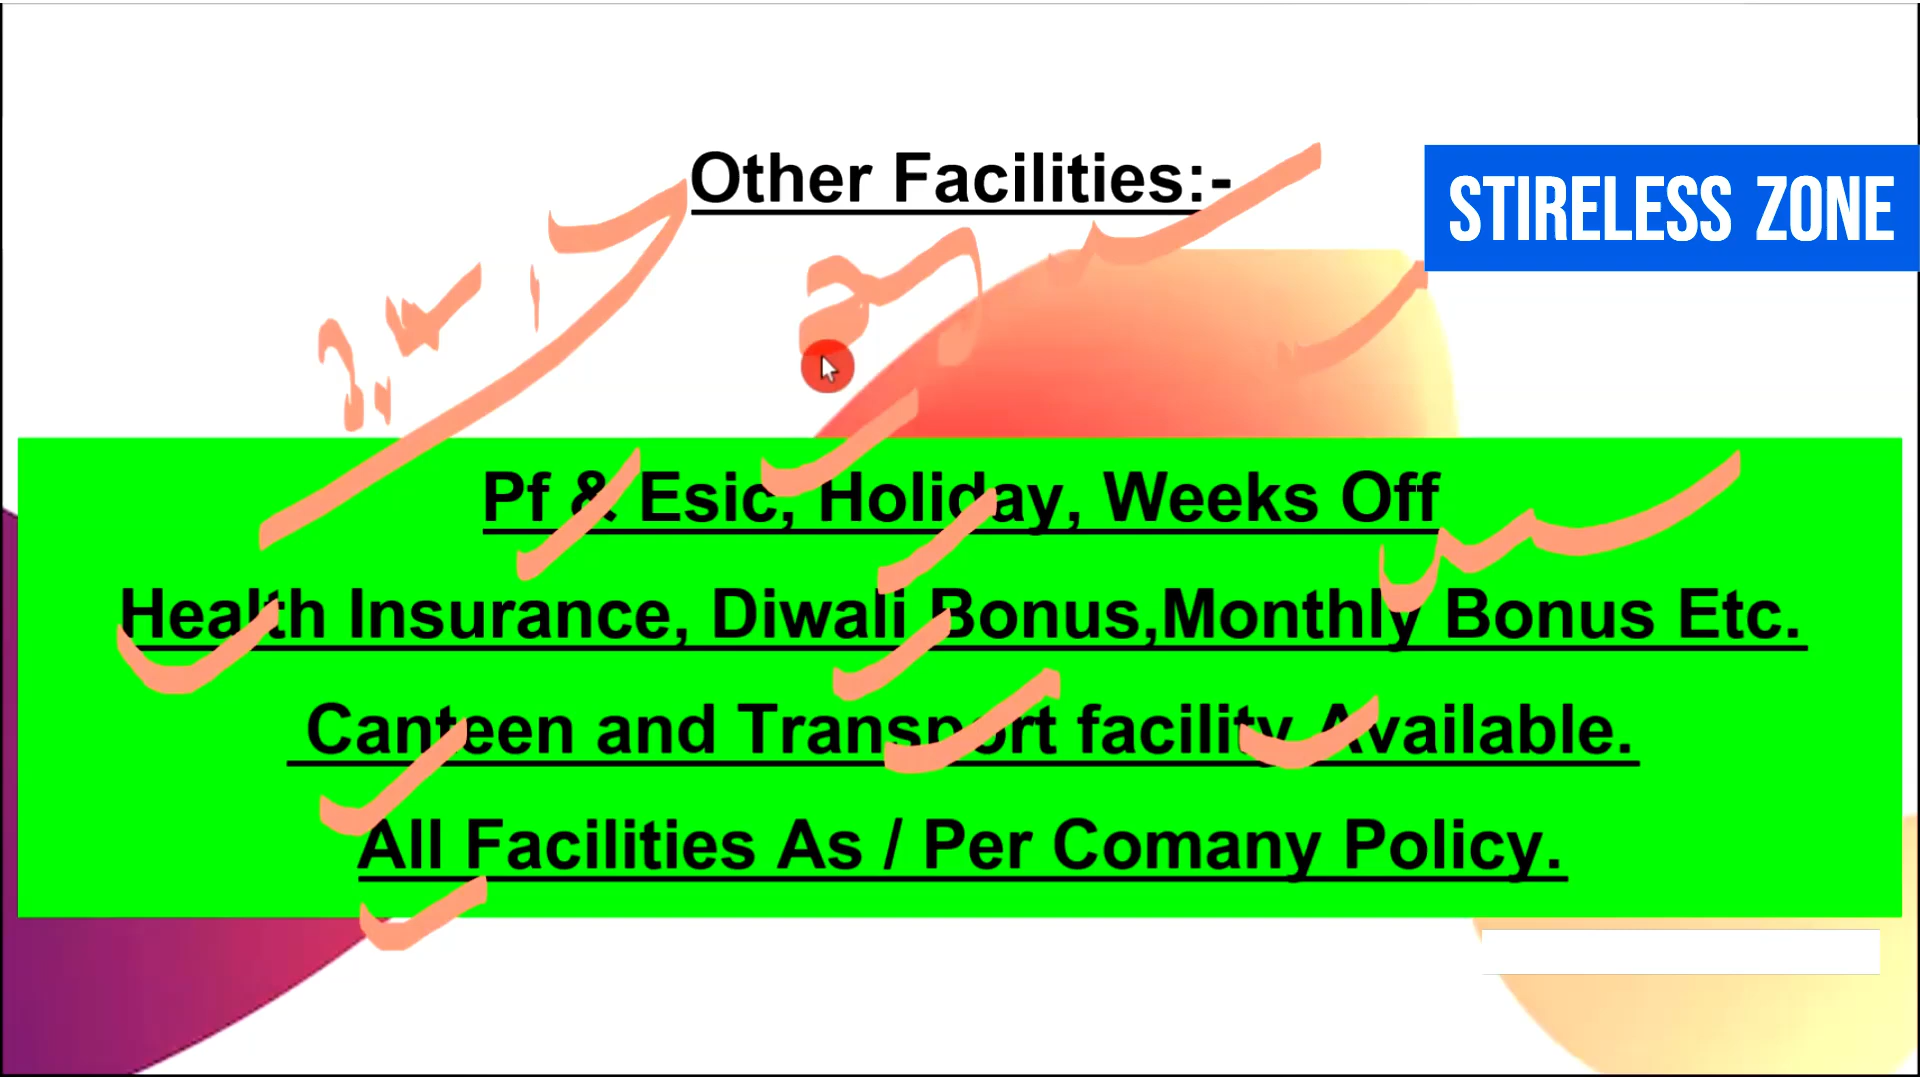 Other Facilities:-
STIRELESS ZONE
Pf & Esic, Holiday, Weeks Off
Health Insurance, Diwali Bonus,Monthly Bonus Etc.
Canteen and Transport facility Available.
All Facilities As / Per Comany Policy.